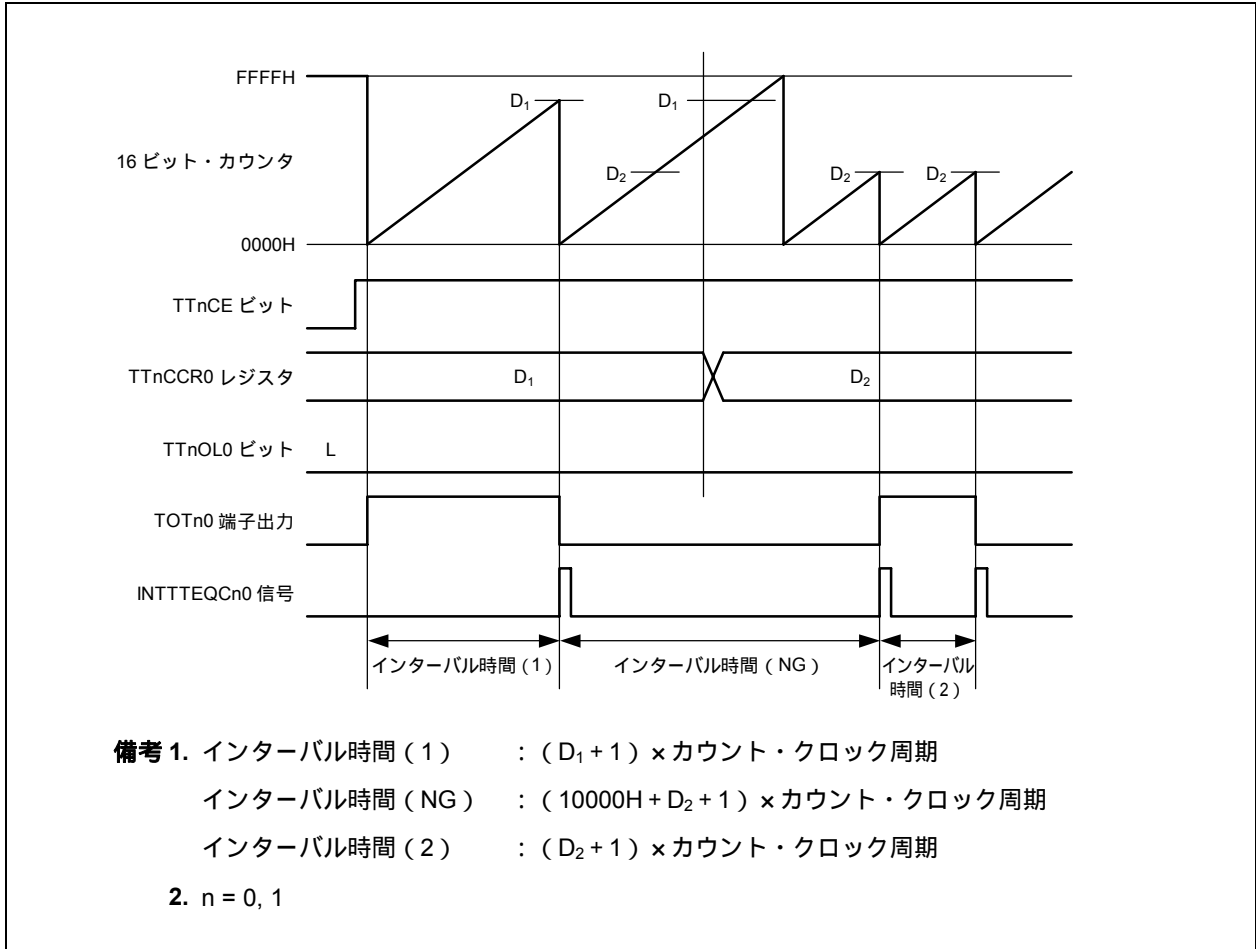 FFFFH
D₁
D₁
16 ビット・カウンタ
D₂
D₂
D₂
0000H
TTnCE ビット
TTnCCR0 レジスタ
D₁
D₂
TTnOL0 ビット
L
TOTn0 端子出力
INTTTEQCn0 信号
インターバル時間（1）
インターバル時間（NG）
インターバル
時間（2）
備考 1. インターバル時間（1） ：（D₁＋1）×カウント・クロック周期
インターバル時間（NG） ：（10000H＋D₂＋1）×カウント・クロック周期
インターバル時間（2） ：（D₂＋1）×カウント・クロック周期
2. n = 0, 1